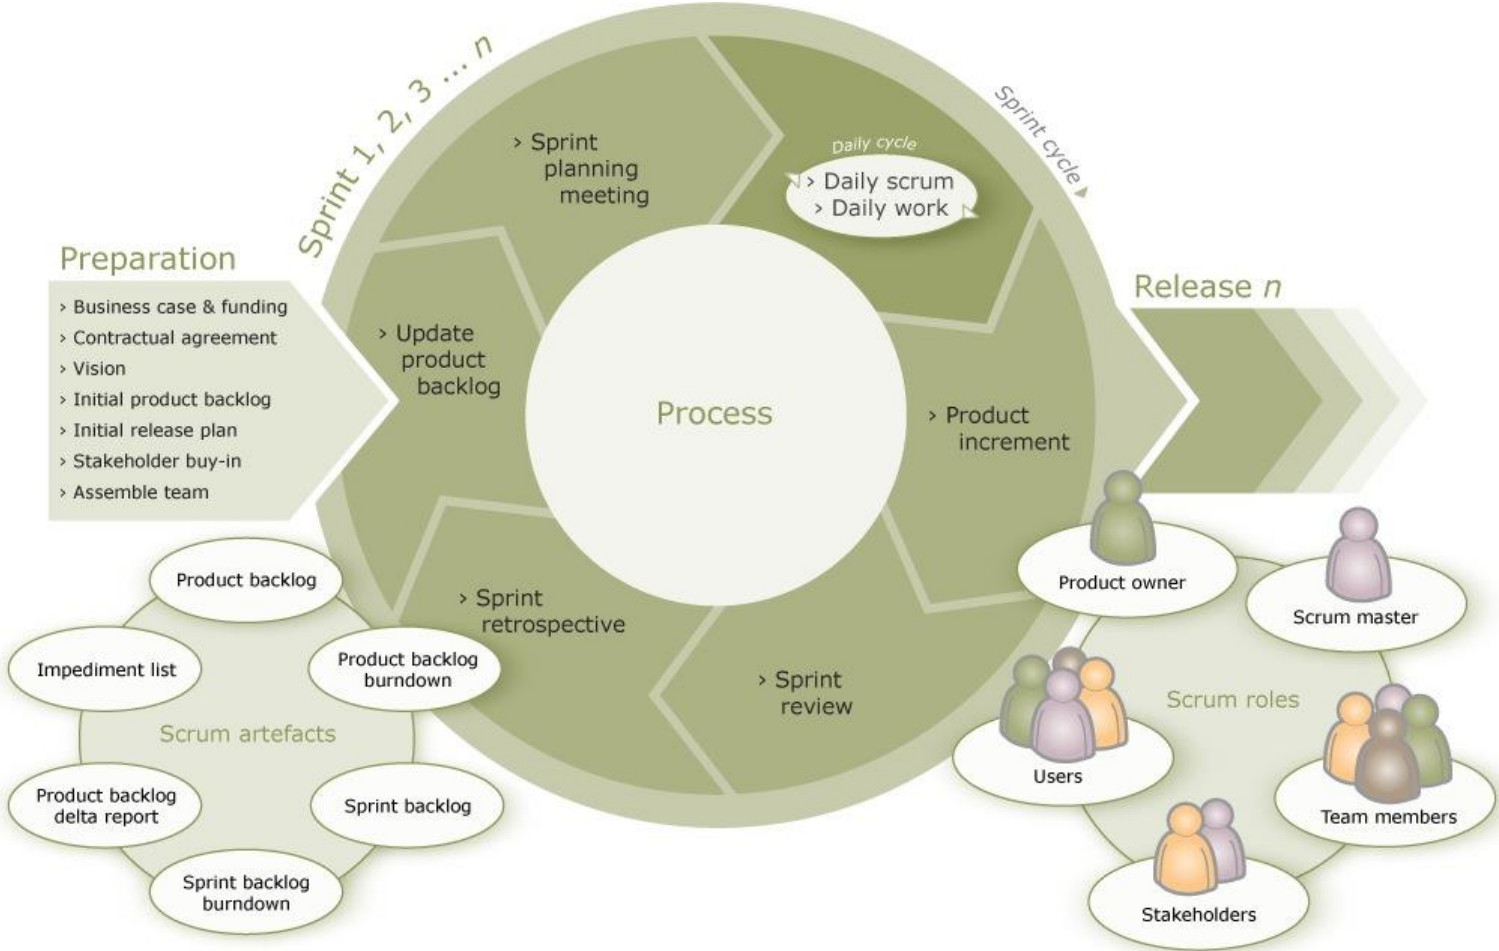 Sprint 1, 2, 3 ... n
Sprint cycle
Preparation
› Business case & funding
› Contractual agreement
› Vision
› Initial product backlog
› Initial release plan
› Stakeholder buy-in
› Assemble team
› Sprint
planning
meeting
Daily cycle
› Daily scrum
› Daily work
› Update
product
backlog
Process
› Product
increment
› Sprint
retrospective
› Sprint
review
Release n
Product backlog
Impediment list
Product backlog
burndown
Scrum artefacts
Product backlog
delta report
Sprint backlog
Sprint backlog
burndown
Product owner
Scrum master
Scrum roles
Users
Team members
Stakeholders